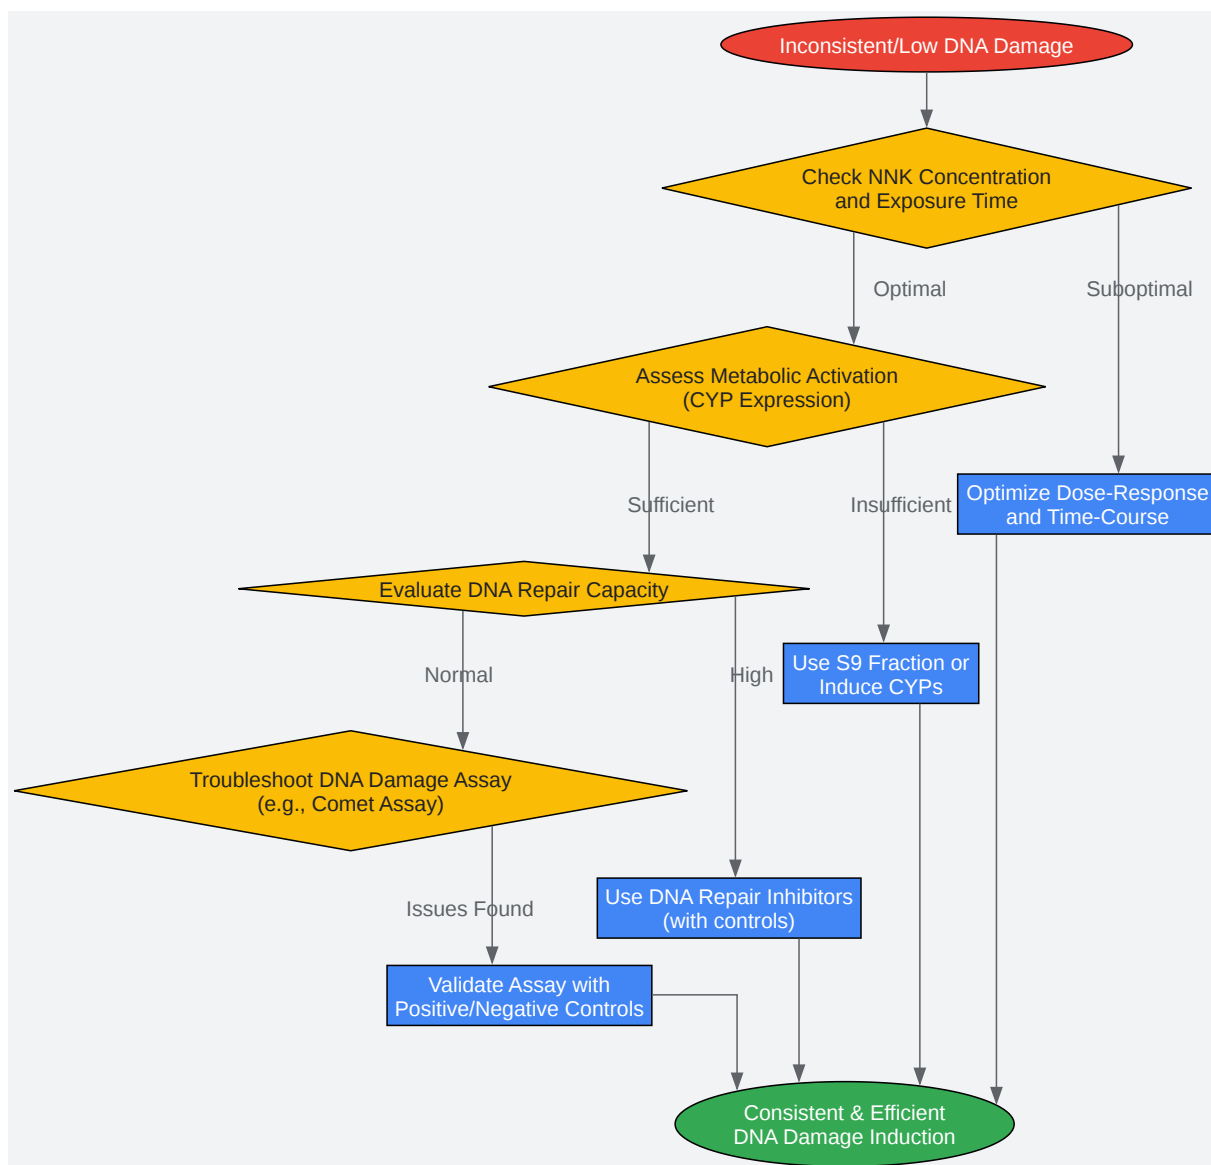 Inconsistent/Low DNA Damage
Check NNK Concentration
and Exposure Time
Optimal
Suboptimal
Assess Metabolic Activation
(CYP Expression)
Sufficient
Insufficient
Optimize Dose-Response
and Time-Course
Evaluate DNA Repair Capacity
Normal
High
Use S9 Fraction or
Induce CYPs
Troubleshoot DNA Damage Assay
(e.g., Comet Assay)
Issues Found
Use DNA Repair Inhibitors
(with controls)
Validate Assay with
Positive/Negative Controls
Consistent & Efficient
DNA Damage Induction